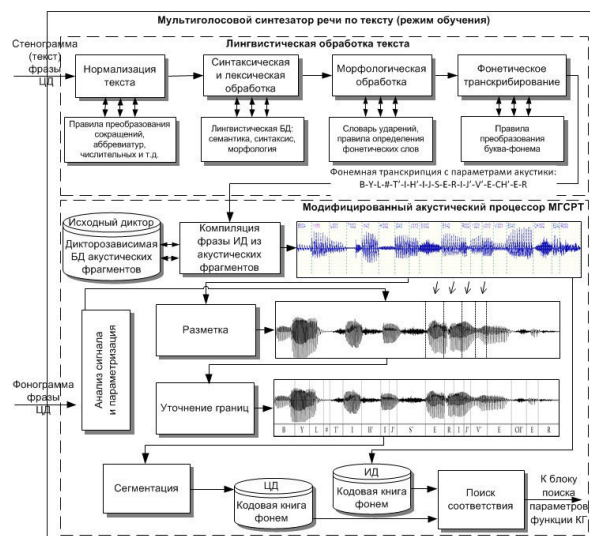 Мультиголосовой синтезатор речи по тексту (режим обучения)
Стенограмма
(текст)
фразы
ЦД
Лингвистическая обработка текста
Нормализация
текста
Синтаксическая
и лексическая
обработка
Морфологическая
обработка
Фонетическое
транскрибирование
Правила преобразования
сокращений,
аббревиатур,
числительных и т.д.
Лингвистическая БД:
семантика, синтаксис,
морфология
Словарь ударений,
правила определения
фонетических слов
Правила
преобразования
буква-фонема
Фонемная транскрипция с параметрами акустики:
B-Y-L-#-T'-I-H'-I-J-S-E-R-I-J'-V'-E-CH'-E-R
Модифицированный акустический процессор МГСРТ
Исходный диктор
Дикторозависимая
БД акустических
фрагментов
Компиляция
фразы ИД из
акустических
фрагментов
Анализ сигнала
и параметризация
Разметка
Фонограмма
фразы
ЦД
Уточнение границ
B Y L # T' I H' I J' S' E R I J' V' E CH' E R
Сегментация
ЦД
Кодовая книга
фонем
ИД
Кодовая книга
фонем
Поиск
соответствия
К блоку
поиска
параметров
функции КГ